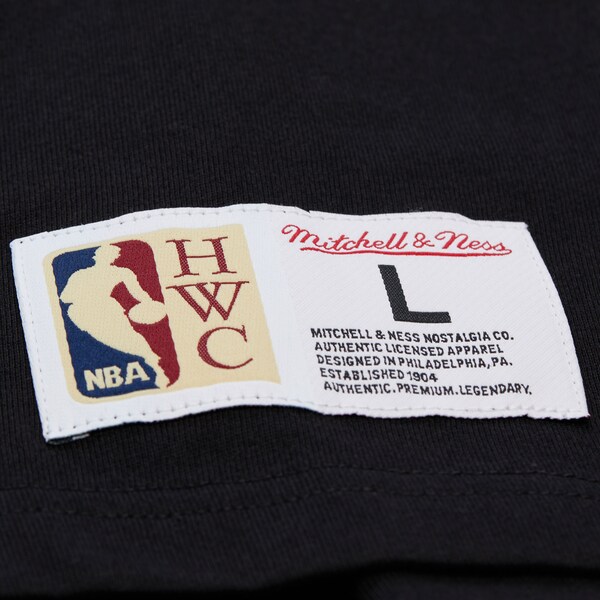 HWC
NBA
Mitchell & Ness
L
MITCHELL & NESS NOSTALGIA CO.
AUTHENTIC LICENSED APPAREL
DESIGNED IN PHILADELPHIA, PA.
ESTABLISHED 1904
AUTHENTIC. PREMIUM. LEGENDARY.